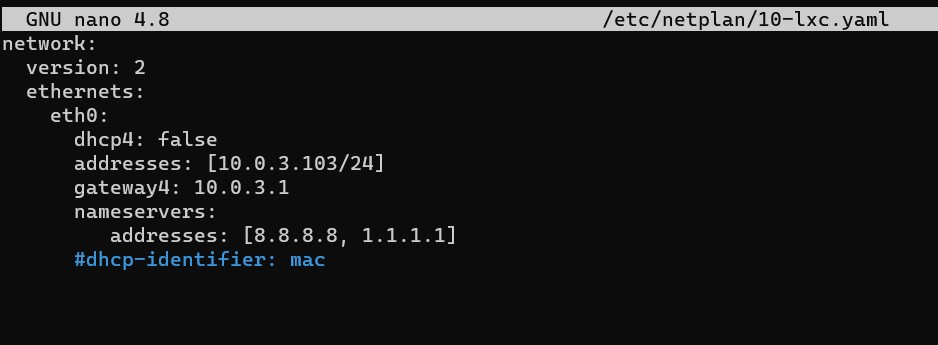 GNU nano 4.8 /etc/netplan/10-lxc.yaml
network:
  version: 2
  ethernets:
    eth0:
      dhcp4: false
      addresses: [10.0.3.103/24]
      gateway4: 10.0.3.1
      nameservers:
         addresses: [8.8.8.8, 1.1.1.1]
      #dhcp-identifier: mac